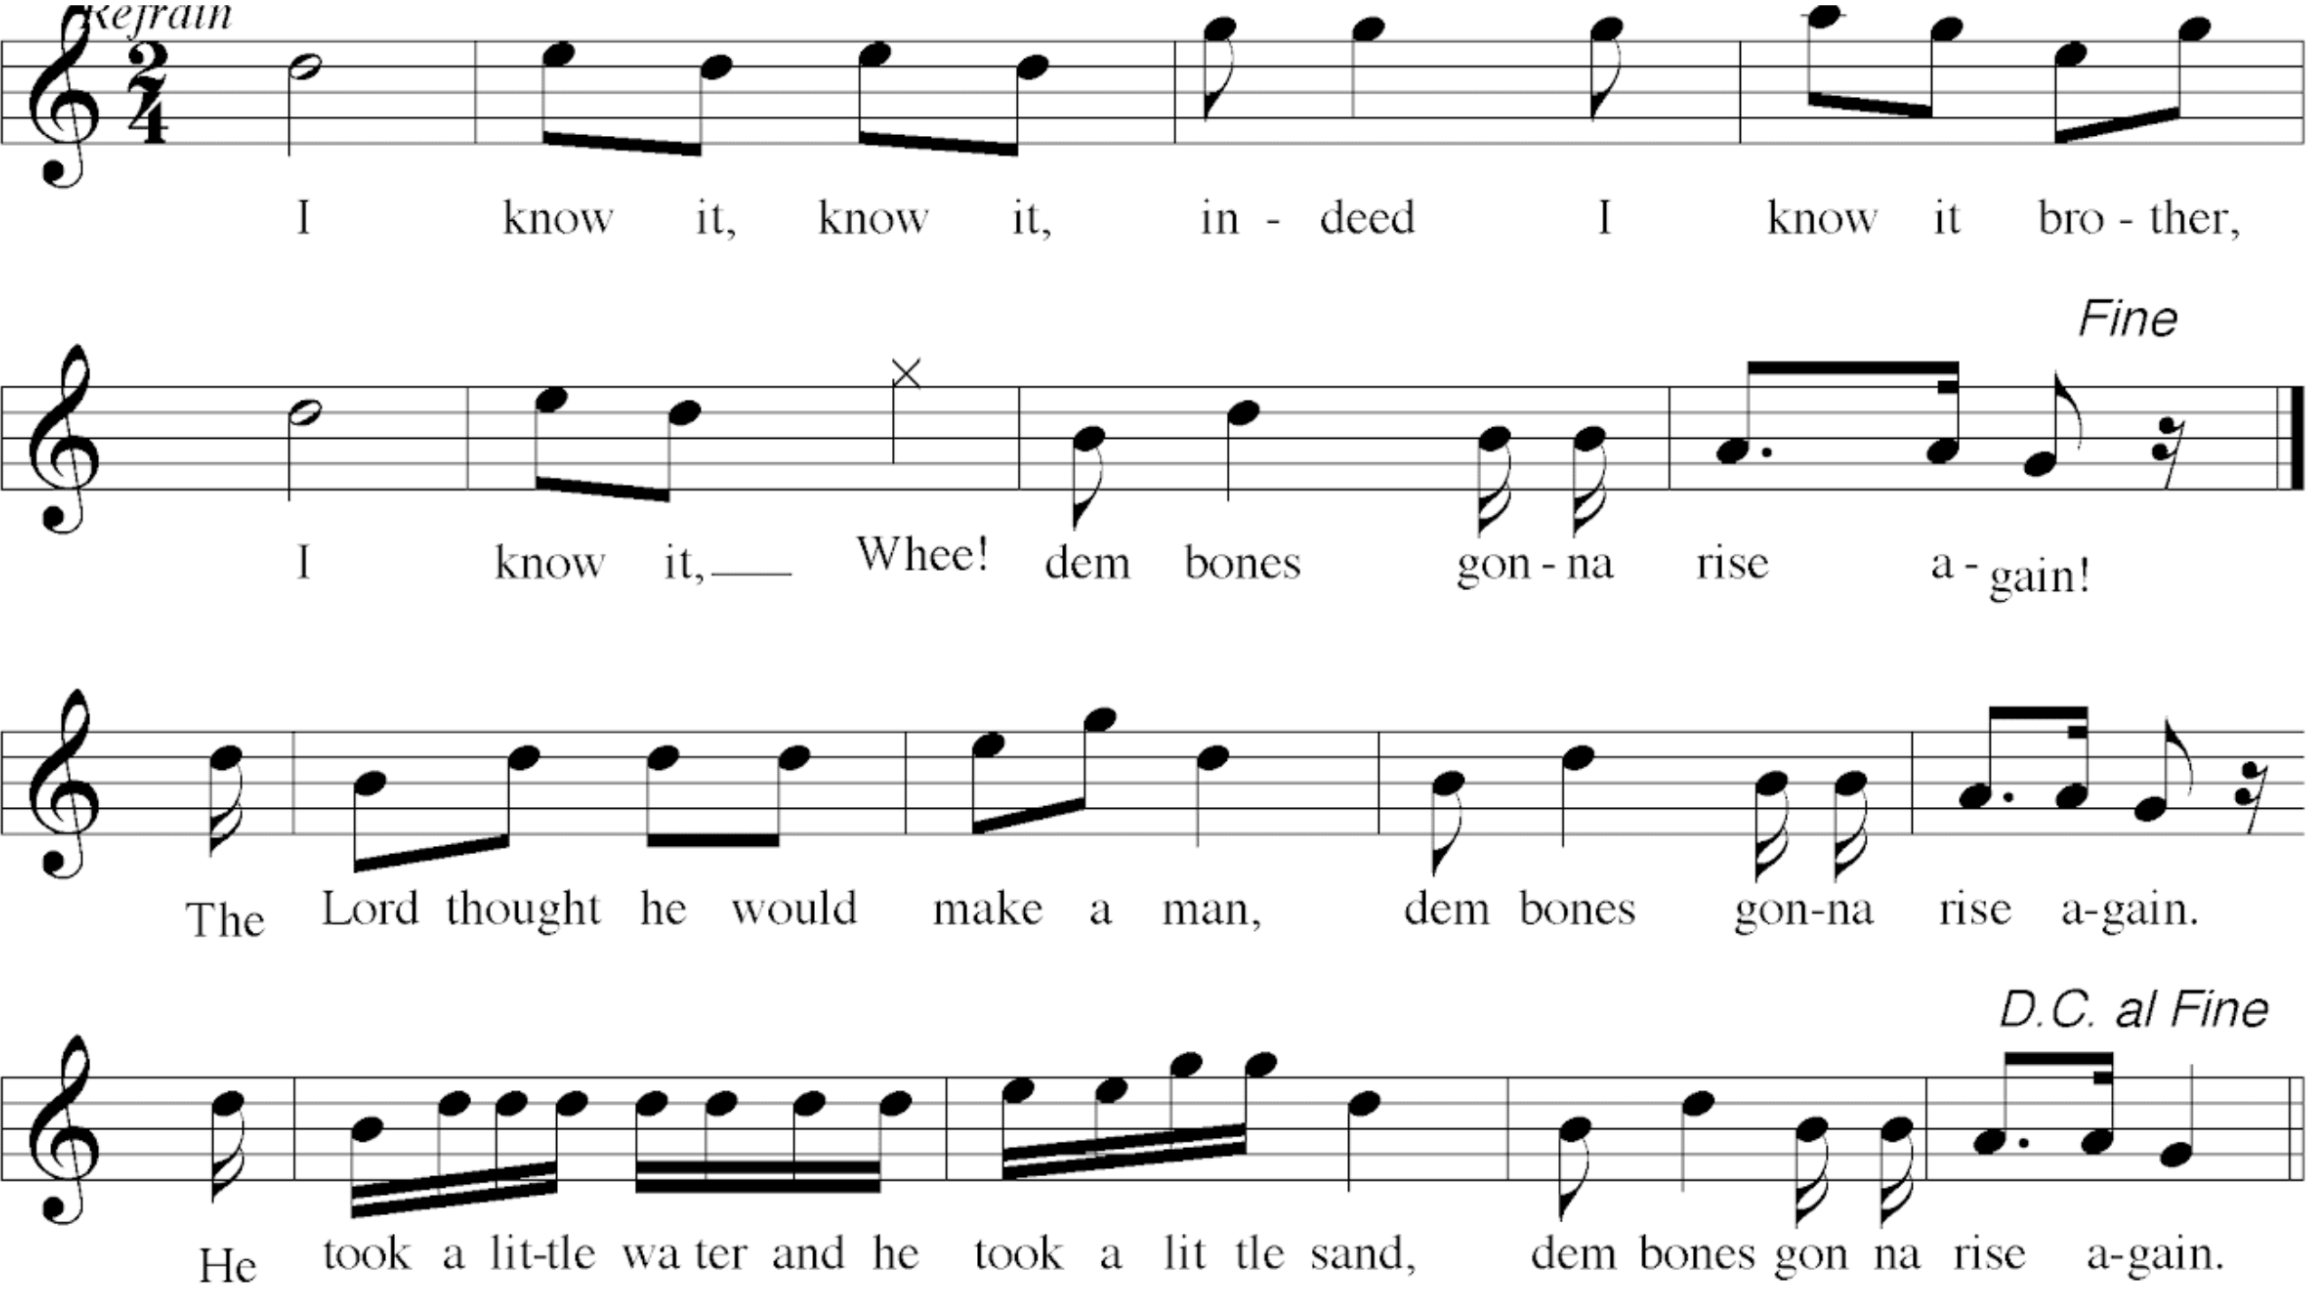 Refrain
2
4
I know it, know it, in - deed I know it bro - ther,
Fine
I know it,___ Whee! dem bones gon - na rise a - gain!
The Lord thought he would make a man, dem bones gon-na rise a-gain.
D.C. al Fine
He took a lit-tle wa ter and he took a lit tle sand, dem bones gon na rise a-gain.